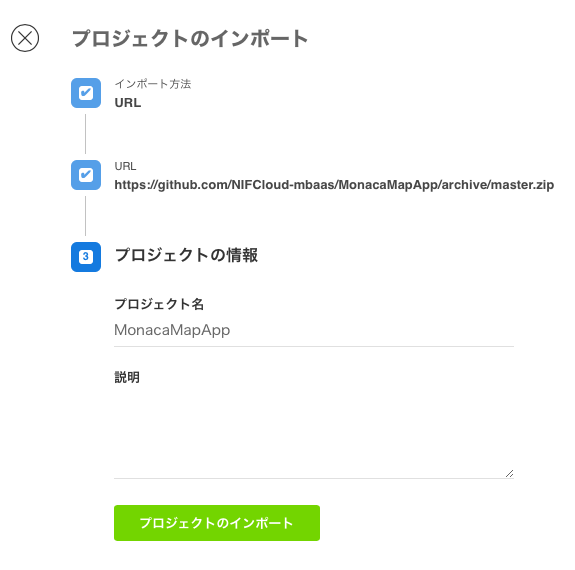 プロジェクトのインポート
インポート方法
URL
URL
https://github.com/NIFCloud-mbaas/MonacaMapApp/archive/master.zip
3
プロジェクトの情報
プロジェクト名
MonacaMapApp
説明
プロジェクトのインポート